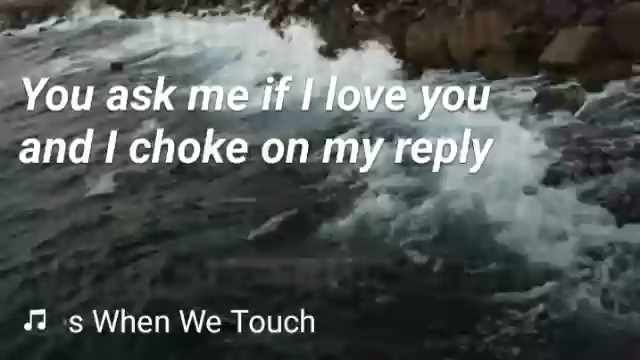 You ask me if I love you
and I choke on my reply
♫ s When We Touch